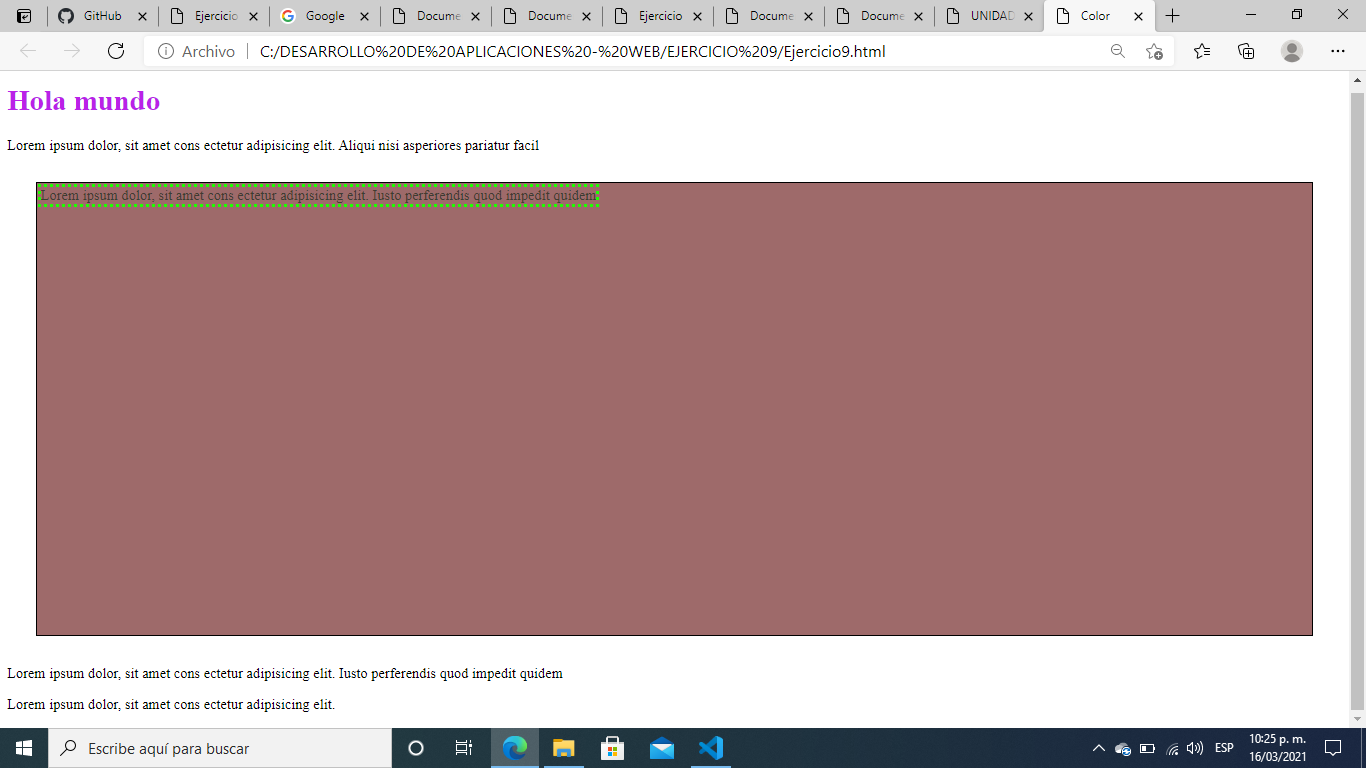 GitHub Ejercicio Google Docume Docume Ejercicio Docume Docume UNIDAD Color
Archivo C:/DESARROLLO%20DE%20APLICACIONES%20-%20WEB/EJERCICIO%209/Ejercicio9.html
Hola mundo
Lorem ipsum dolor, sit amet cons ectetur adipisicing elit. Aliqui nisi asperiores pariatur facil
Lorem ipsum dolor, sit amet cons ectetur adipisicing elit. Iusto perferendis quod impedit quidem
Lorem ipsum dolor, sit amet cons ectetur adipisicing elit. Iusto perferendis quod impedit quidem
Lorem ipsum dolor, sit amet cons ectetur adipisicing elit.
Escribe aquí para buscar
ESP
10:25 p. m.
16/03/2021